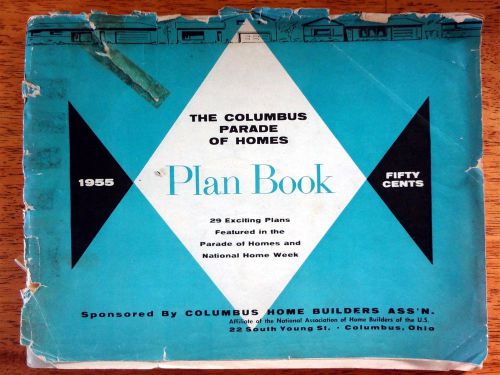 THE COLUMBUS
PARADE
OF HOMES
1955
Plan Book
FIFTY
CENTS
29 Exciting Plans
Featured in the
Parade of Homes and
National Home Week
Sponsored By COLUMBUS HOME BUILDERS ASS'N.
Affiliate of the National Association of Home Builders of the U.S.
22 South Young St. · Columbus, Ohio